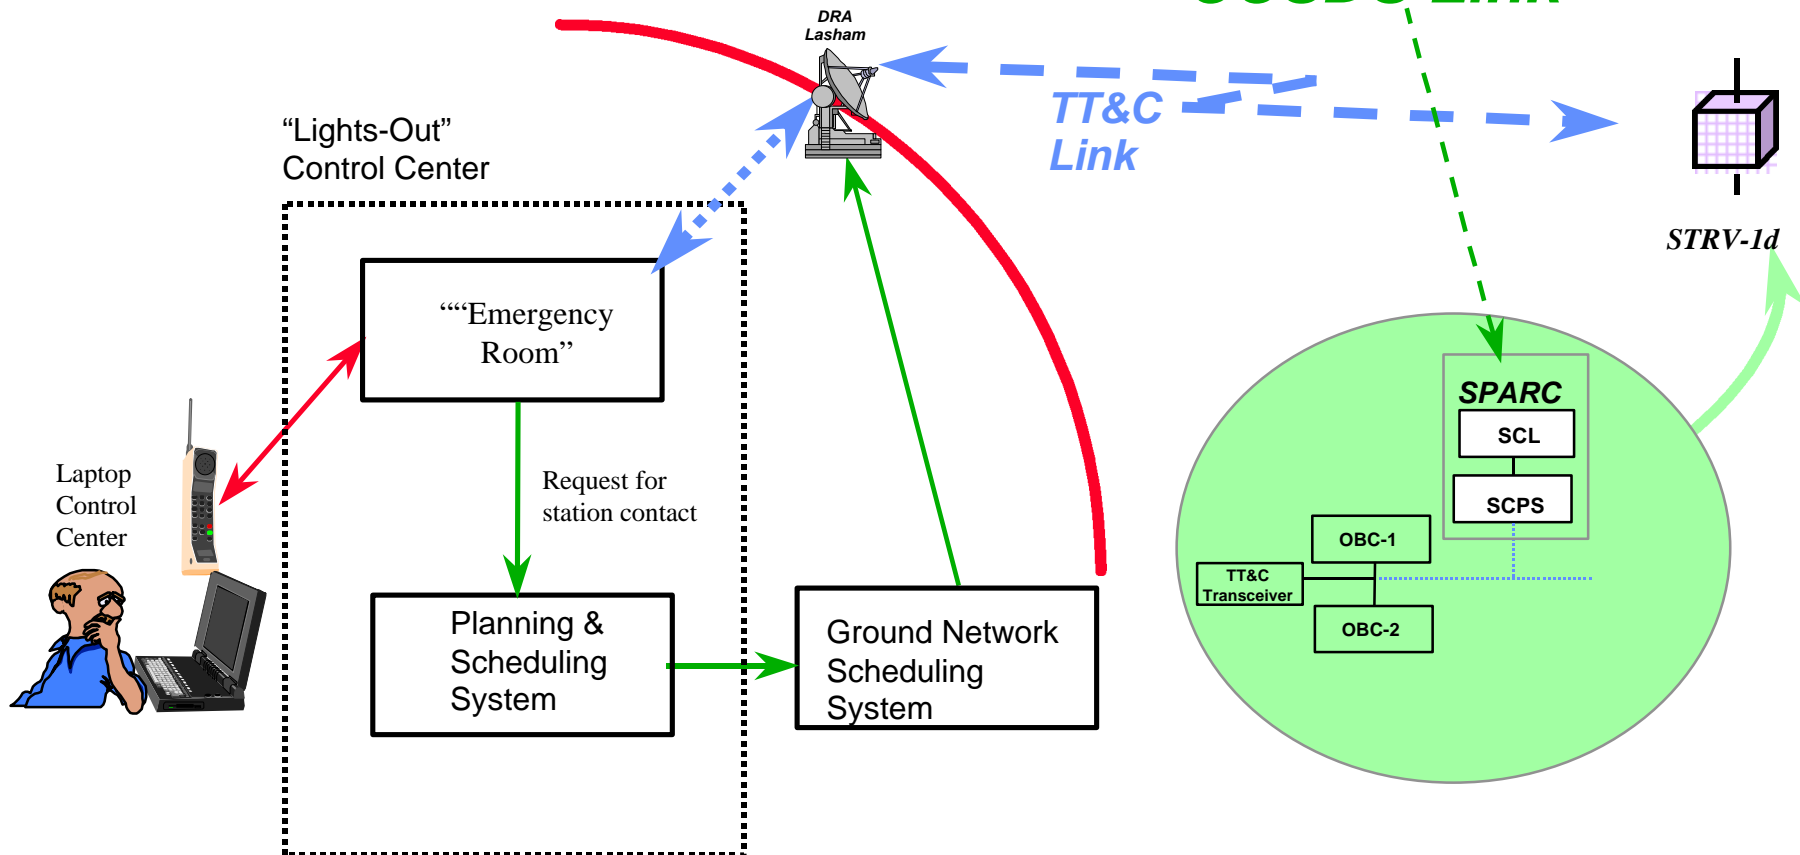 DRA
Lasham
TT&C
Link
Link
"Lights-Out"
Control Center
STRV-1d
““Emergency
Room”
SPARC
SCL
SCPS
Laptop
Control
Center
Request for
station contact
OBC-1
TT&C
Transceiver
OBC-2
Planning &
Scheduling
System
Ground Network
Scheduling
System